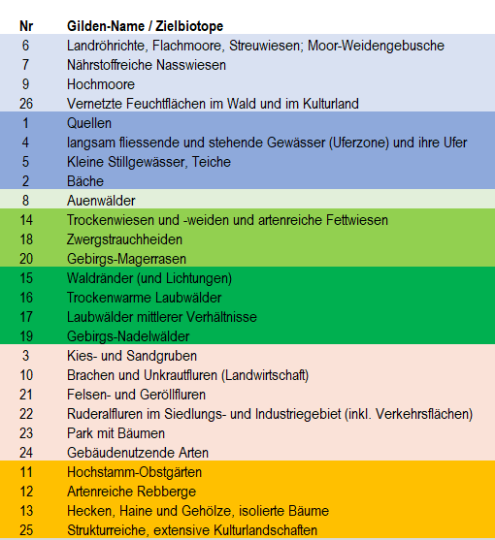 Nr Gilden-Name / Zielbiotope
6 Landröhrichte, Flachmoore, Streuwiesen; Moor-Weidengebusche
7 Nährstoffreiche Nasswiesen
9 Hochmoore
26 Vernetzte Feuchtflächen im Wald und im Kulturland
1 Quellen
4 langsam fliessende und stehende Gewässer (Uferzone) und ihre Ufer
5 Kleine Stillgewässer, Teiche
2 Bäche
8 Auenwälder
14 Trockenwiesen und -weiden und artenreiche Fettwiesen
18 Zwergstrauchheiden
20 Gebirgs-Magerrasen
15 Waldränder (und Lichtungen)
16 Trockenwarme Laubwälder
17 Laubwälder mittlerer Verhältnisse
19 Gebirgs-Nadelwälder
3 Kies- und Sandgruben
10 Brachen und Unkrautfluren (Landwirtschaft)
21 Felsen- und Geröllfluren
22 Ruderalfluren im Siedlungs- und Industriegebiet (inkl. Verkehrsflächen)
23 Park mit Bäumen
24 Gebäudenutzende Arten
11 Hochstamm-Obstgärten
12 Artenreiche Rebberge
13 Hecken, Haine und Gehölze, isolierte Bäume
25 Strukturreiche, extensive Kulturlandschaften